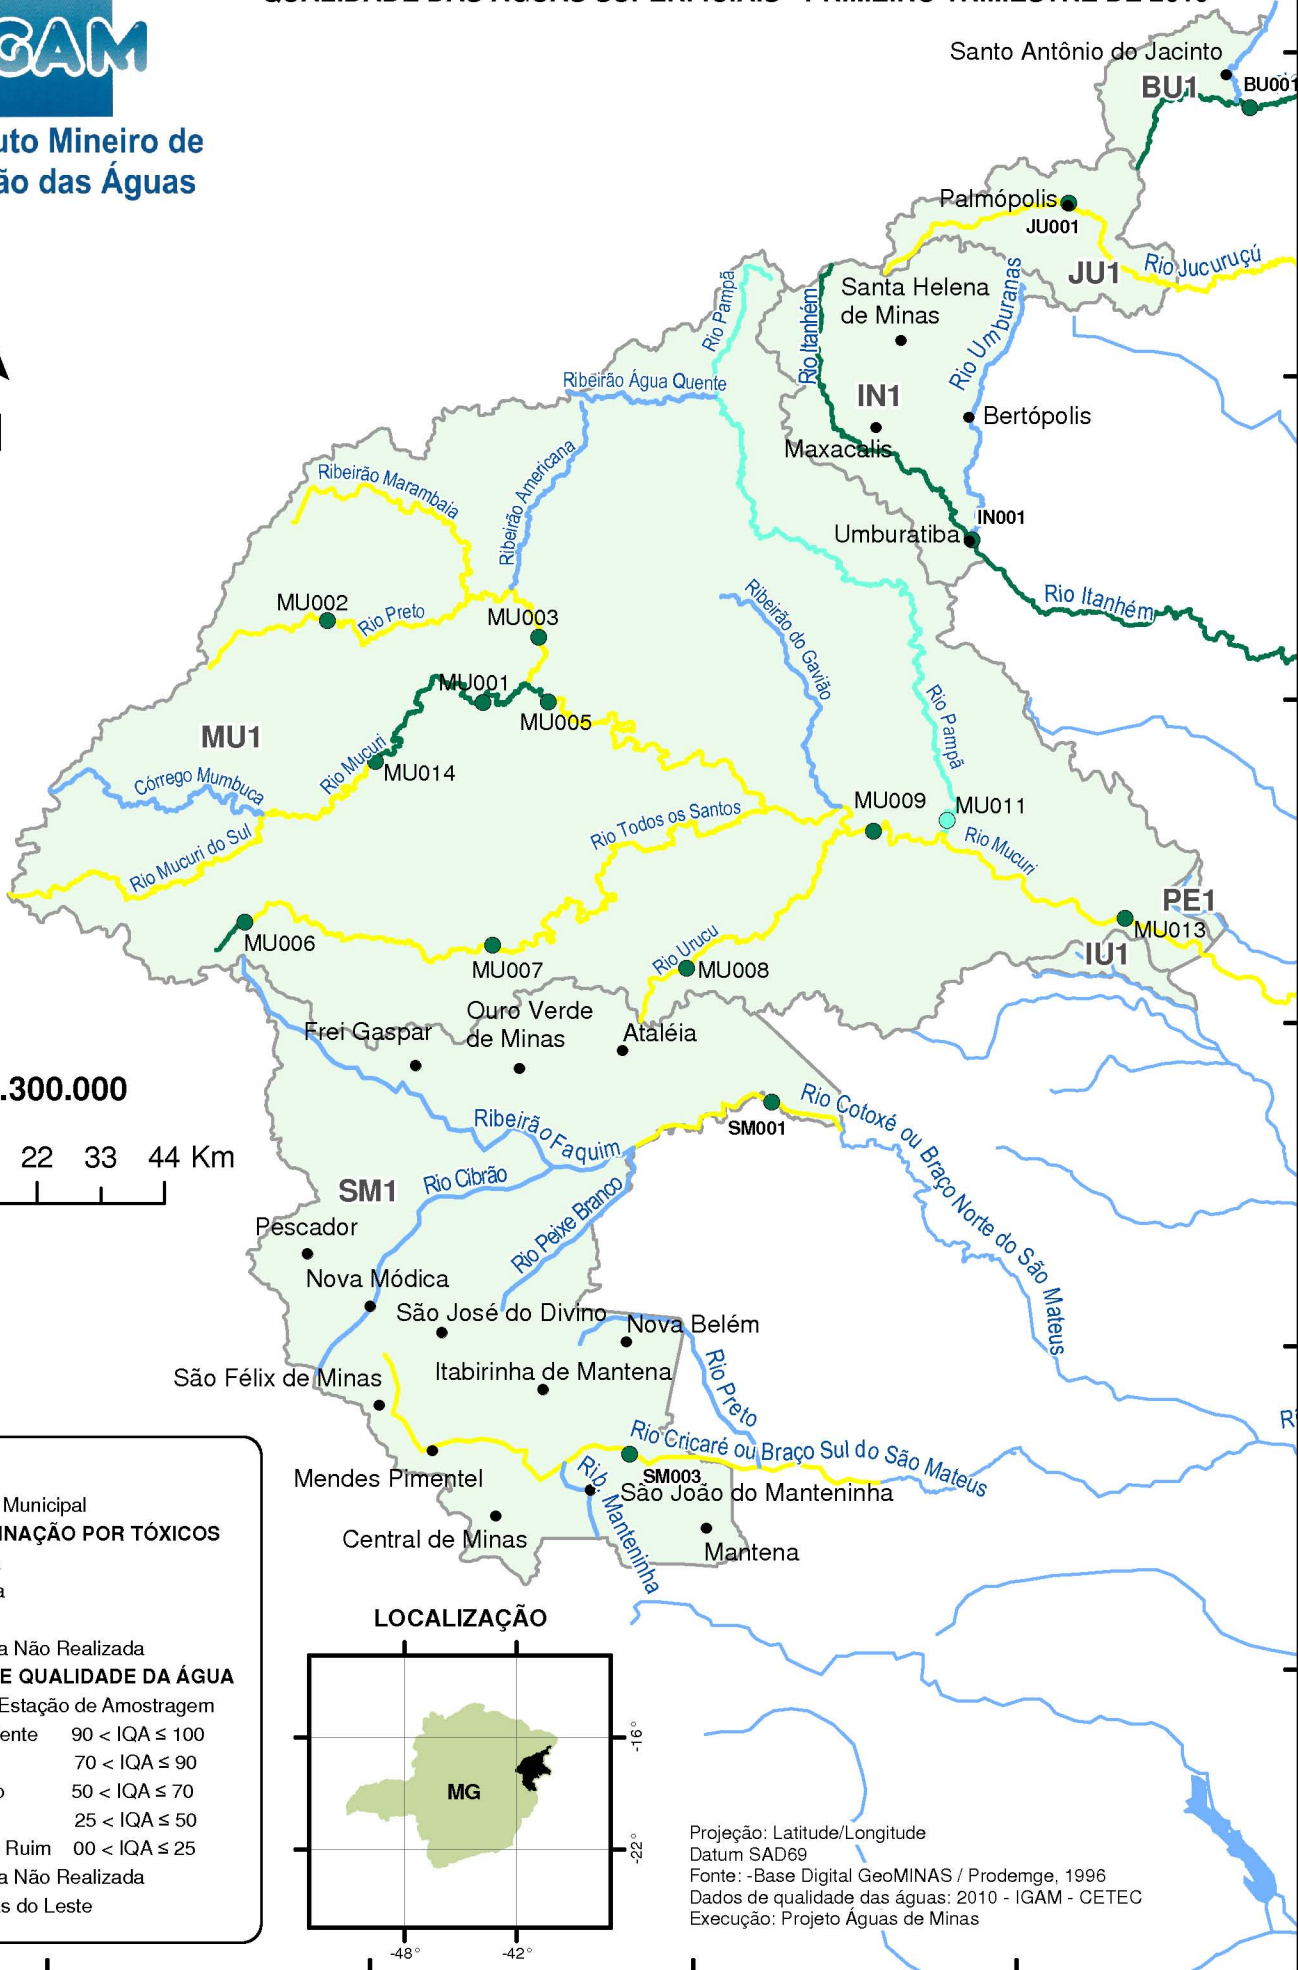 GAM
uto Mineiro de
ão das Águas
Santo Antônio do Jacinto
BU1
BU001
Palmópolis
JU001
JU1
Rio Jucuruçú
Rio Pampã
Rio Itanhém
Santa Helena
de Minas
Rio Umburanas
Ribeirão Água Quente
IN1
Bertópolis
Maxacalis
Ribeirão Marambaia
Ribeirão Americana
IN001
Umburatiba
Rio Itanhém
MU002
Rio Preto
MU003
Ribeirão do Gavião
MU001
MU005
Rio Pampã
MU1
Rio Mucuri
MU014
Córrego Mumbuca
Rio Todos os Santos
MU009
MU011
Rio Mucuri
Rio Mucuri do Sul
PE1
MU013
MU006
MU007
Rio Urucu
MU008
IU1
Ouro Verde
de Minas
Frei Gaspar
Ataléia
.300.000
22 33 44 Km
Rio Cotoxé ou Braço Norte do São Mateus
SM001
Ribeirão Faquim
Rio Cibrão
SM1
Rio Peixe Branco
Pescador
Nova Módica
São José do Divino
Nova Belém
São Félix de Minas
Itabirinha de Mantena
Rio Preto
Rio Cricaré ou Braço Sul do São Mateus
Mendes Pimentel
Rib. Manteninha
SM003
São João do Manteninha
Central de Minas
Mantena
Municipal
INAÇÃO POR TÓXICOS
a
a Não Realizada
E QUALIDADE DA ÁGUA
Estação de Amostragem
ente 90 < IQA ≤ 100
70 < IQA ≤ 90
o 50 < IQA ≤ 70
25 < IQA ≤ 50
Ruim 00 < IQA ≤ 25
a Não Realizada
s do Leste
LOCALIZAÇÃO
MG
-16°
-22°
-48°
-42°
Projeção: Latitude/Longitude
Datum SAD69
Fonte: -Base Digital GeoMINAS / Prodemge, 1996
Dados de qualidade das águas: 2010 - IGAM - CETEC
Execução: Projeto Águas de Minas